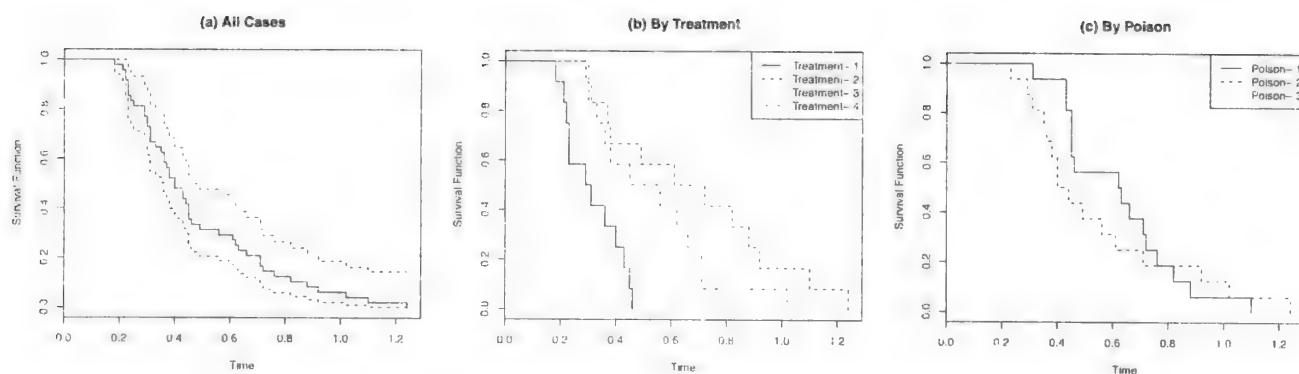 (a) All Cases
Survival Function
0.0 0.2 0.4 0.6 0.8 1.0
0.0 0.2 0.4 0.6 0.8 1.0 1.2
Time
(b) By Treatment
Treatment- 1
Treatment- 2
Treatment- 3
Treatment- 4
Survival Function
0.0 0.2 0.4 0.6 0.8 1.0
0.0 0.2 0.4 0.6 0.8 1.0 1.2
Time
(c) By Poison
Poison- 1
Poison- 2
Poison- 3
Survival Function
0.0 0.2 0.4 0.6 0.8 1.0
0.0 0.2 0.4 0.6 0.8 1.0 1.2
Time